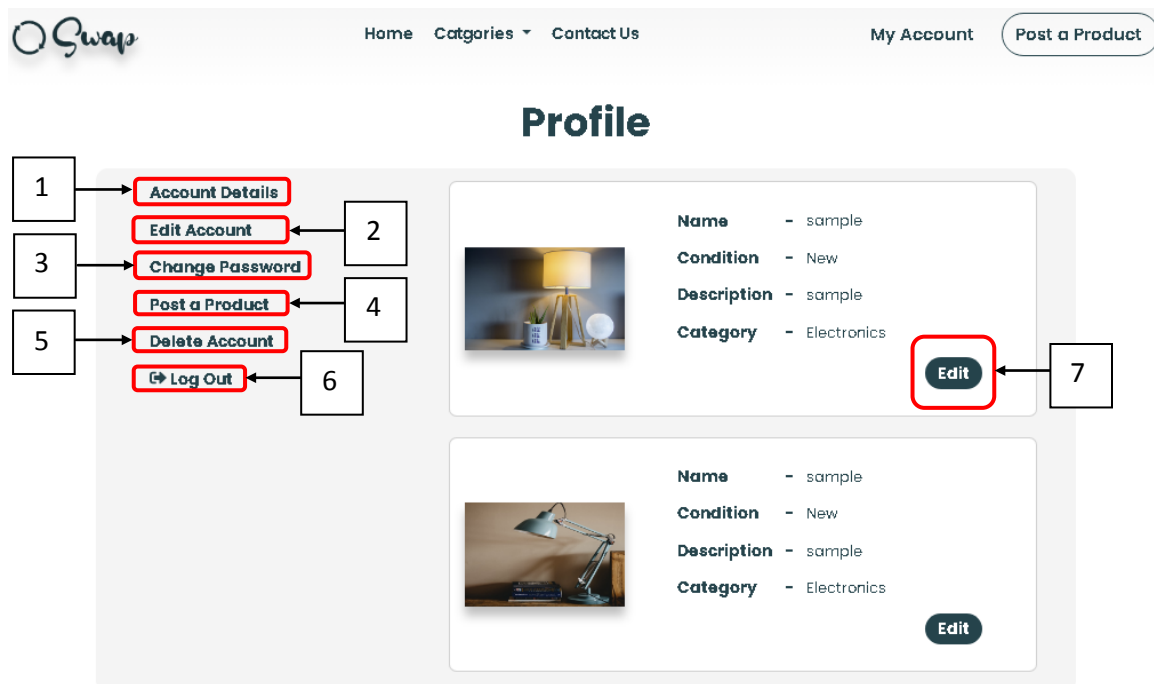 Swap
Home Catgories Contact Us My Account Post a Product
Profile
1 Account Details
Edit Account 2
3 Change Password
Post a Product 4
5 Delete Account
Log Out 6
Name - sample
Condition - New
Description - sample
Category - Electronics
Edit 7
Name - sample
Condition - New
Description - sample
Category - Electronics
Edit